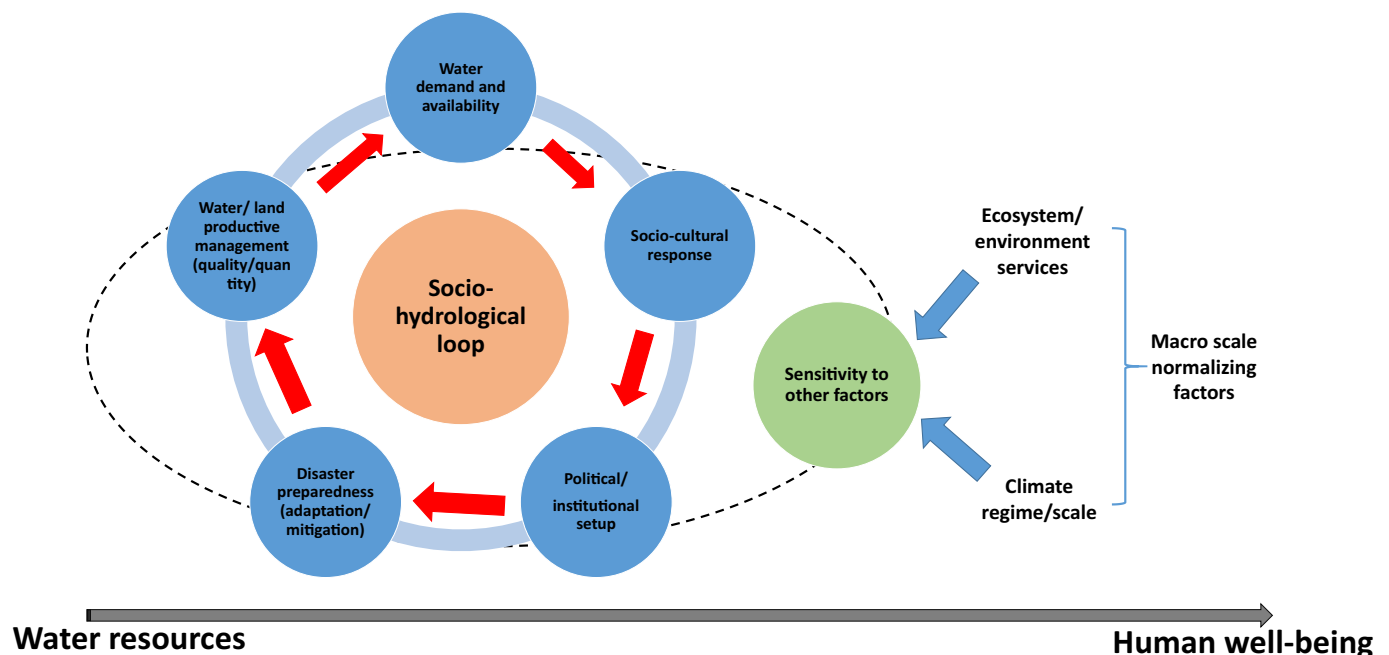 Water
demand and
availability
Water/ land
productive
management
(quality/quan
tity)
Socio-cultural
response
Socio-
hydrological
loop
Ecosystem/
environment
services
Macro scale
normalizing
factors
Sensitivity to
other factors
Disaster
preparedness
(adaptation/
mitigation)
Political/
institutional
setup
Climate
regime/scale
Water resources
Human well-being